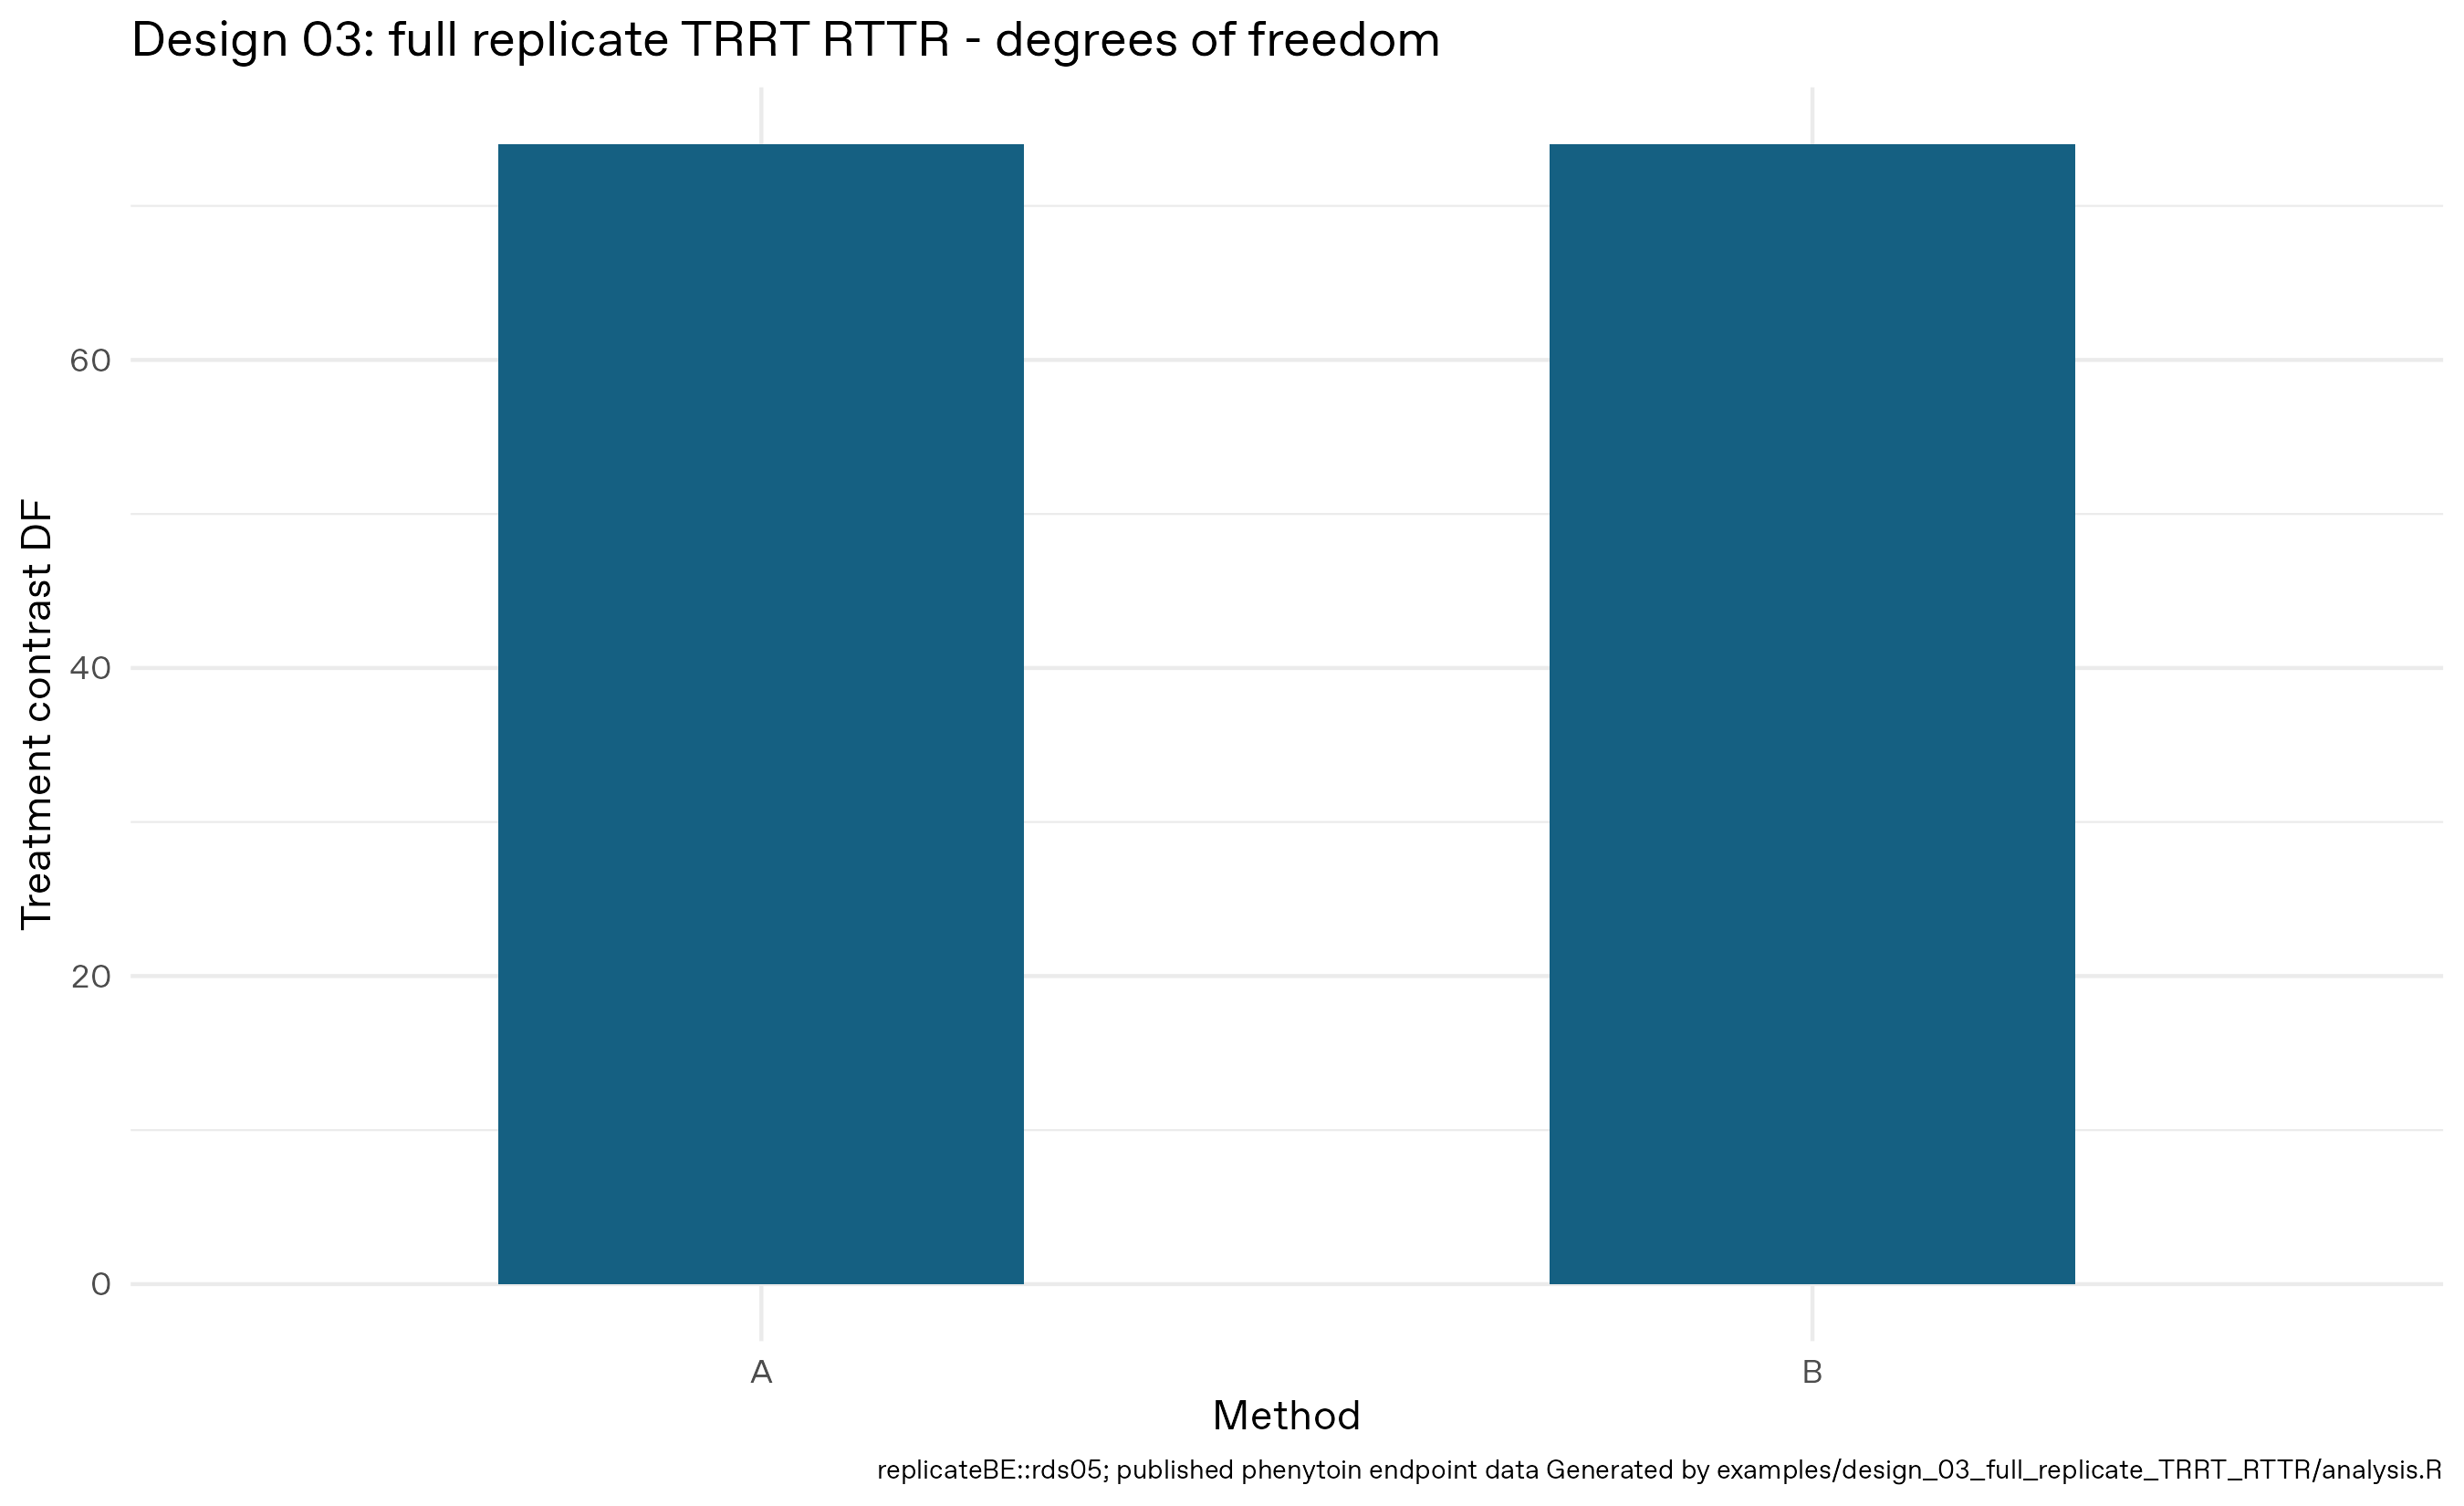 Design 03: full replicate TRRT RTTR - degrees of freedom
Treatment contrast DF
60
40
20
0
A
B
Method
replicateBE::rds05; published phenytoin endpoint data Generated by examples/design_03_full_replicate_TRRT_RTTR/analysis.R